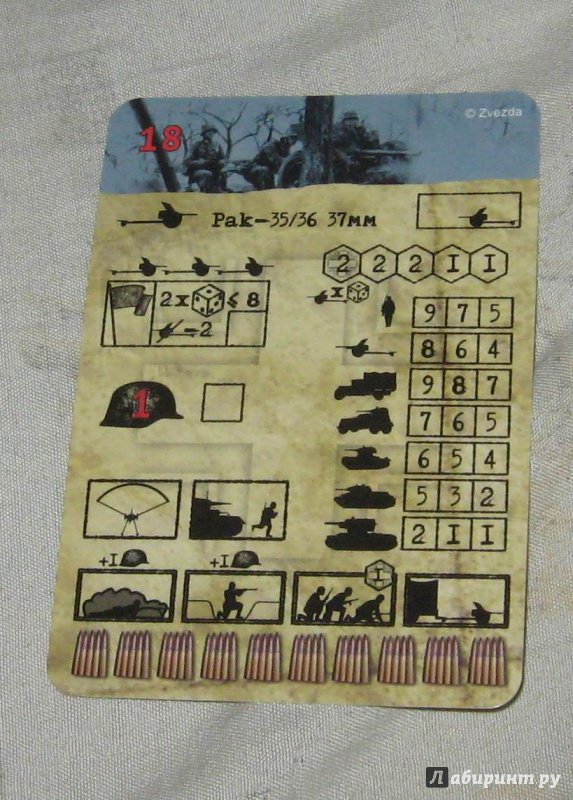 © Zvezda
18
Pak-35/36 37мм
2 2 2 I I
2x ≤ 8
x
-2
9 7 5
8 6 4
9 8 7
1
7 6 5
6 5 4
5 3 2
2 I I
+I +I
I
Лабиринт.ру